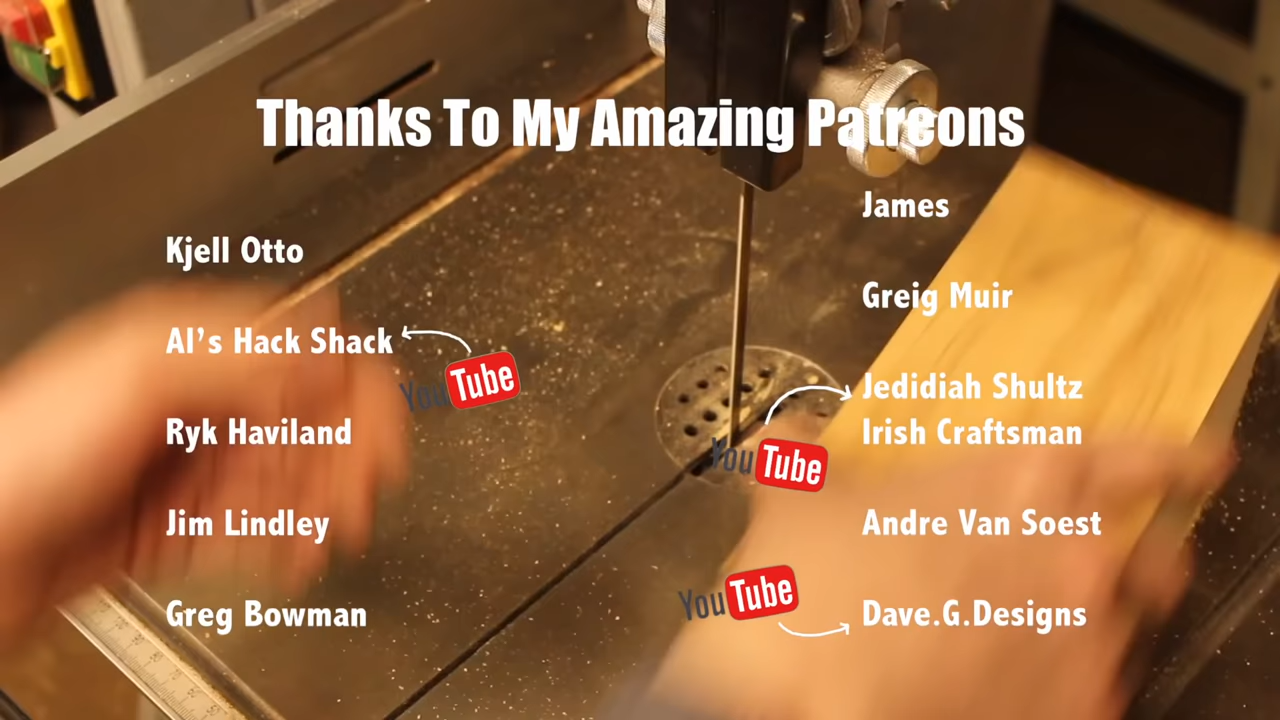 Thanks To My Amazing Patreons
Kjell Otto
Al's Hack Shack
YouTube
Ryk Haviland
Jim Lindley
Greg Bowman
James
Greig Muir
Jedidiah Shultz
Irish Craftsman
YouTube
Andre Van Soest
YouTube
Dave.G.Designs